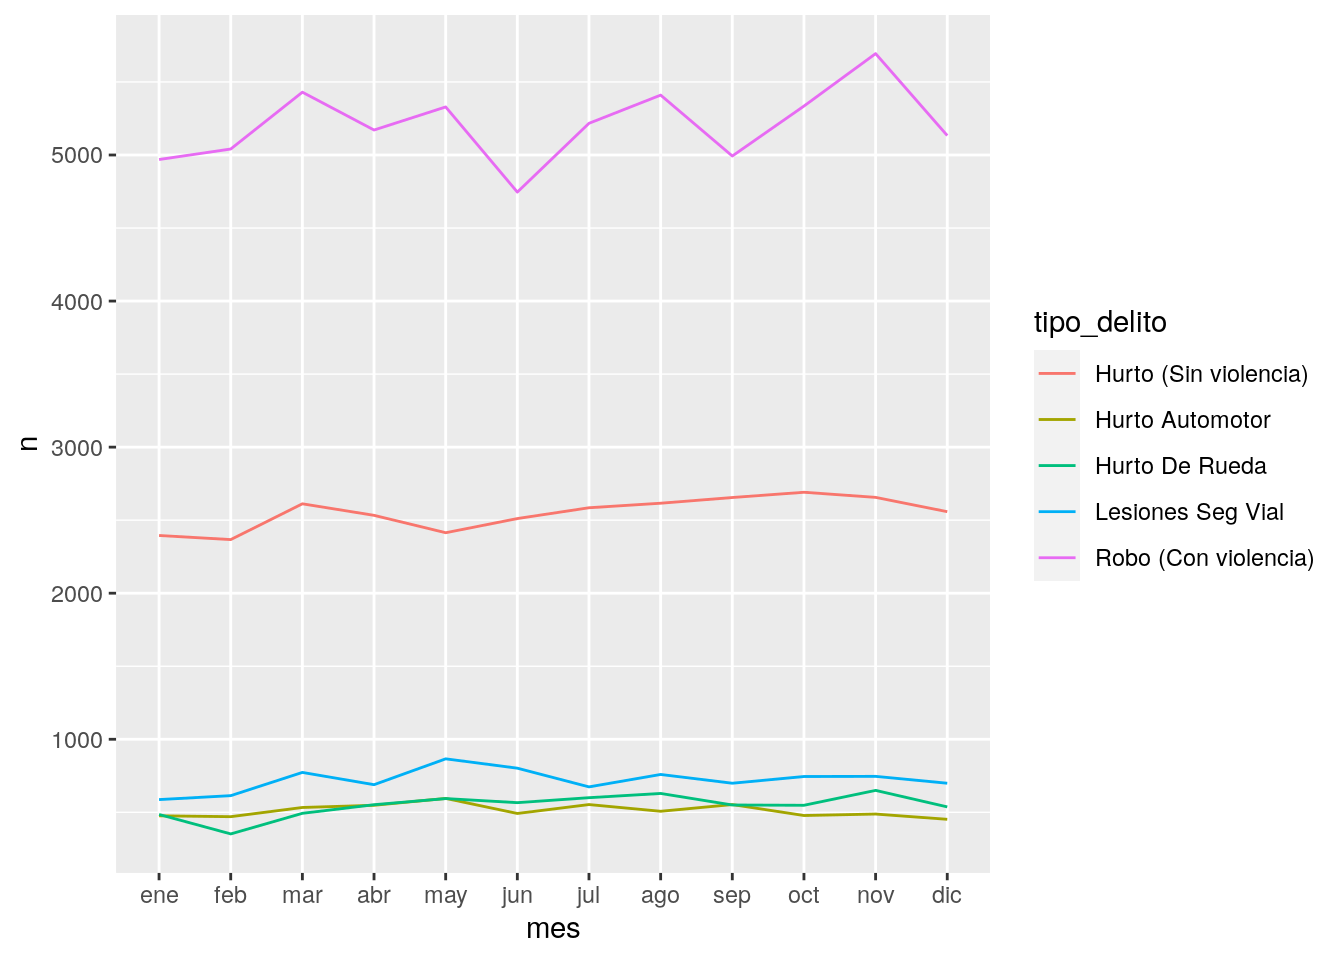 5000
4000
3000
2000
1000
n
ene feb mar abr may jun jul ago sep oct nov dic
mes
tipo_delito
Hurto (Sin violencia)
Hurto Automotor
Hurto De Rueda
Lesiones Seg Vial
Robo (Con violencia)